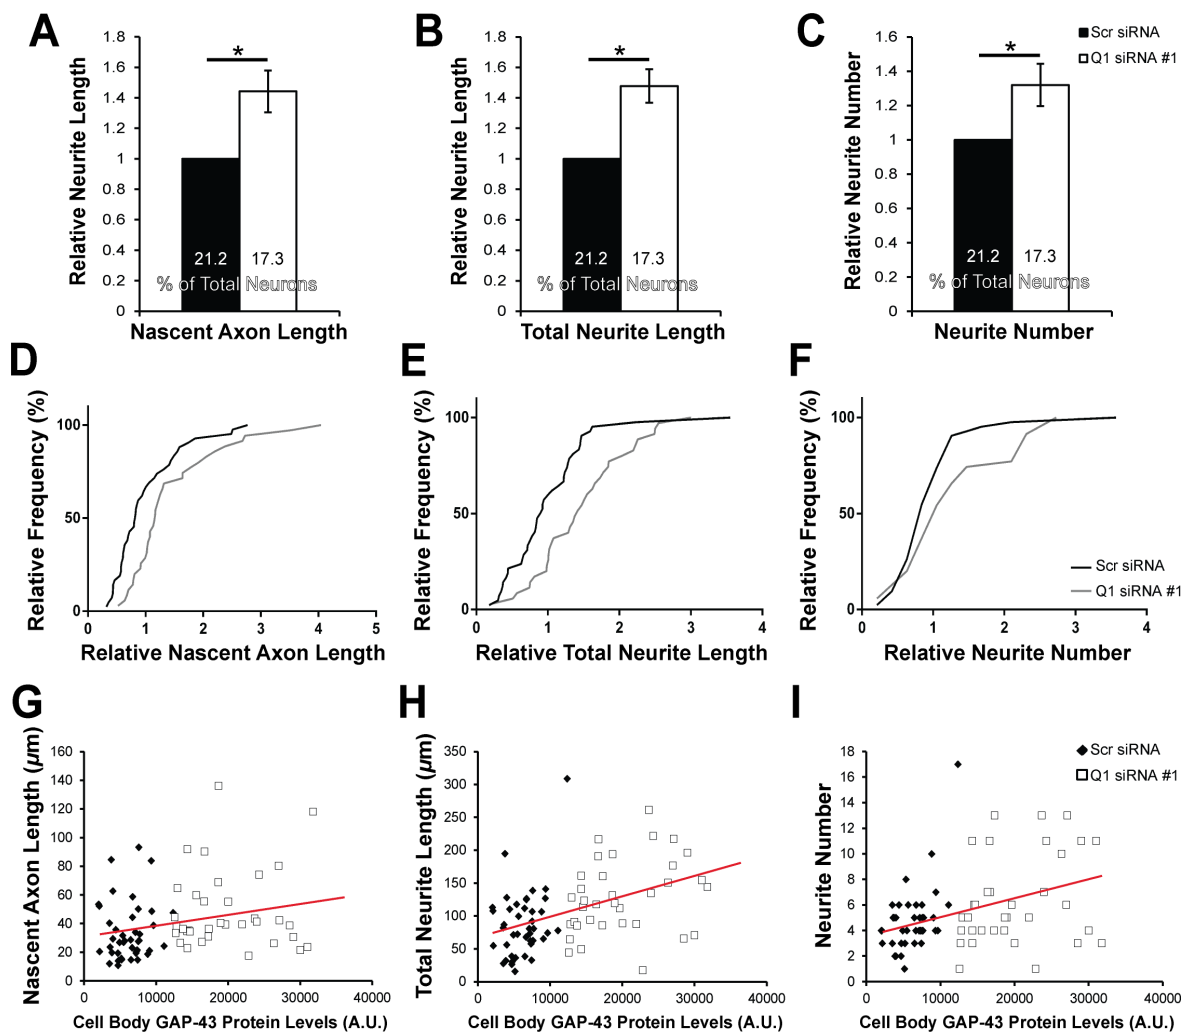 A
Relative Neurite Length
1.8
1.6
1.4
1.2
1
0.8
0.6
0.4
0.2
0
*
21.2
17.3
% of Total Neurons
Nascent Axon Length
B
Relative Neurite Length
1.8
1.6
1.4
1.2
1
0.8
0.6
0.4
0.2
0
*
21.2
17.3
% of Total Neurons
Total Neurite Length
C
Relative Neurite Number
1.6
1.4
1.2
1
0.8
0.6
0.4
0.2
0
*
Scr siRNA
Q1 siRNA #1
21.2
17.3
% of Total Neurons
Neurite Number
D
Relative Frequency (%)
100
50
0
0 1 2 3 4 5
Relative Nascent Axon Length
E
Relative Frequency (%)
100
50
0
0 1 2 3 4
Relative Total Neurite Length
F
Relative Frequency (%)
100
50
0
Scr siRNA
Q1 siRNA #1
0 1 2 3 4
Relative Neurite Number
G
Nascent Axon Length (µm)
160
140
120
100
80
60
40
20
0
0 10000 20000 30000 40000
Cell Body GAP-43 Protein Levels (A.U.)
H
Total Neurite Length (µm)
350
300
250
200
150
100
50
0
0 10000 20000 30000 40000
Cell Body GAP-43 Protein Levels (A.U.)
I
Neurite Number
18
16
14
12
10
8
6
4
2
0
Scr siRNA
Q1 siRNA #1
0 10000 20000 30000 40000
Cell Body GAP-43 Protein Levels (A.U.)